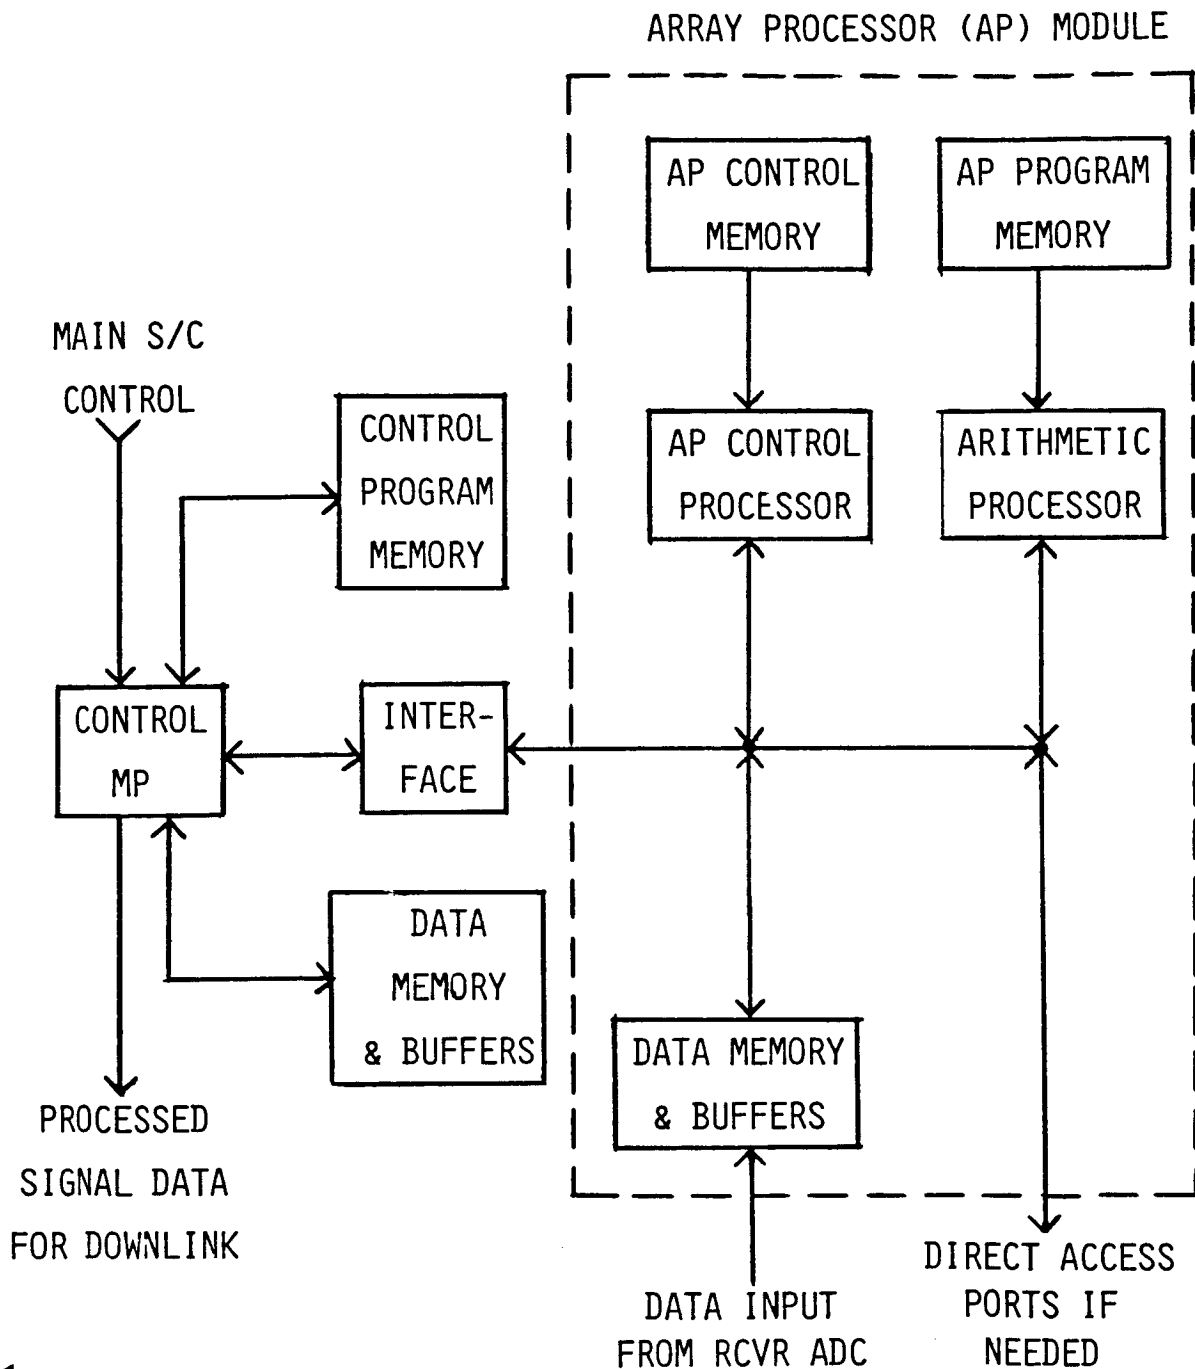 ARRAY PROCESSOR (AP) MODULE
AP CONTROL
MEMORY
AP PROGRAM
MEMORY
MAIN S/C
CONTROL
CONTROL
PROGRAM
MEMORY
AP CONTROL
PROCESSOR
ARITHMETIC
PROCESSOR
CONTROL
MP
INTER-
FACE
DATA
MEMORY
& BUFFERS
DATA MEMORY
& BUFFERS
PROCESSED
SIGNAL DATA
FOR DOWNLINK
DATA INPUT
FROM RCVR ADC
DIRECT ACCESS
PORTS IF
NEEDED